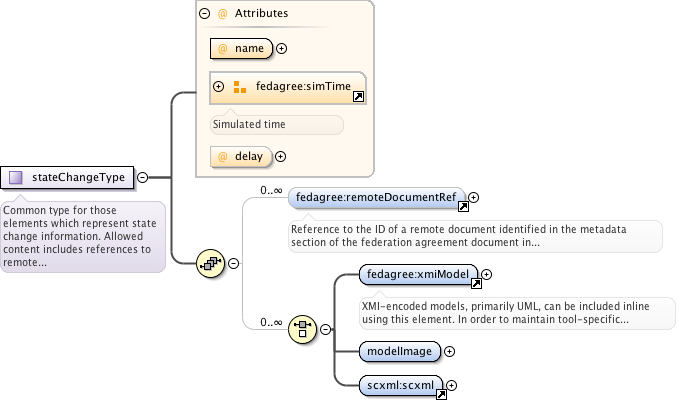 @ Attributes
@ name
fedagree:simTime
Simulated time
@ delay
stateChangeType
Common type for those
elements which represent state
change information. Allowed
content includes references to
remote...
0..∞
fedagree:remoteDocumentRef
Reference to the ID of a remote document identified in the metadata
section of the federation agreement document in...
0..∞
fedagree:xmiModel
XMI-encoded models, primarily UML, can be included inline
using this element. In order to maintain tool-specific...
modelImage
scxml:scxml